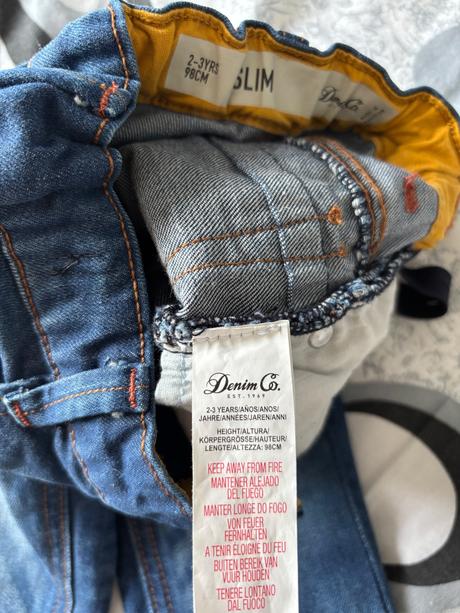 2-3YRS
98CM
SLIM
Denim Co.
EST. 1969
2-3 YEARS/AÑOS/ANOS/
JAHRE/ANNÉES/JAREN/ANNI
HEIGHT/ALTURA/
KÖRPERGRÖSSE/HAUTEUR/
LENGTE/ALTEZZA: 98CM
KEEP AWAY FROM FIRE
MANTENER ALEJADO
DEL FUEGO
MANTER LONGE DO FOGO
VON FEUER
FERNHALTEN
A TENIR ÉLOIGNE DU FEU
BUITEN BEREIK VAN
VUUR HOUDEN
TENERE LONTANO
DAL FUOCO